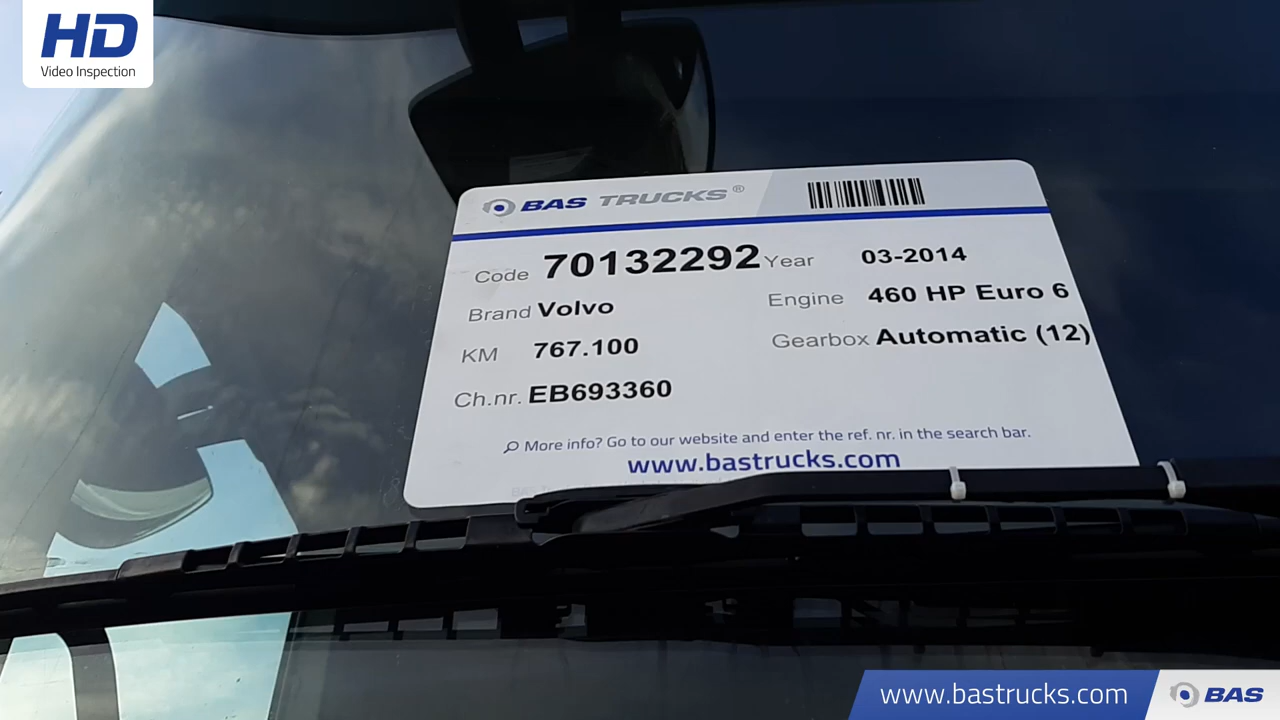 HD
Video Inspection
BAS TRUCKS®
Code 70132292 Year 03-2014
Brand Volvo Engine 460 HP Euro 6
KM 767.100 Gearbox Automatic (12)
Ch.nr. EB693360
More info? Go to our website and enter the ref. nr. in the search bar.
www.bastrucks.com
www.bastrucks.com BAS